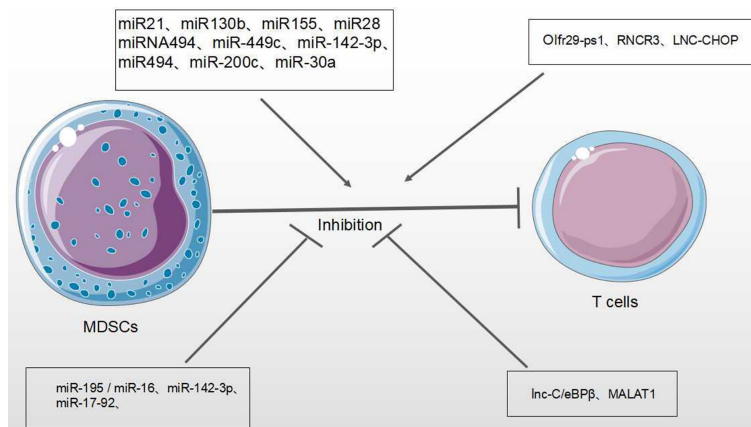 miR21、miR130b、miR155、miR28
miRNA494、miR-449c、miR-142-3p、
miR494、miR-200c、miR-30a
Olfr29-ps1、RNCR3、LNC-CHOP
Inhibition
MDSCs
T cells
miR-195 / miR-16、miR-142-3p、
miR-17-92、
lnc-C/eBPβ、MALAT1